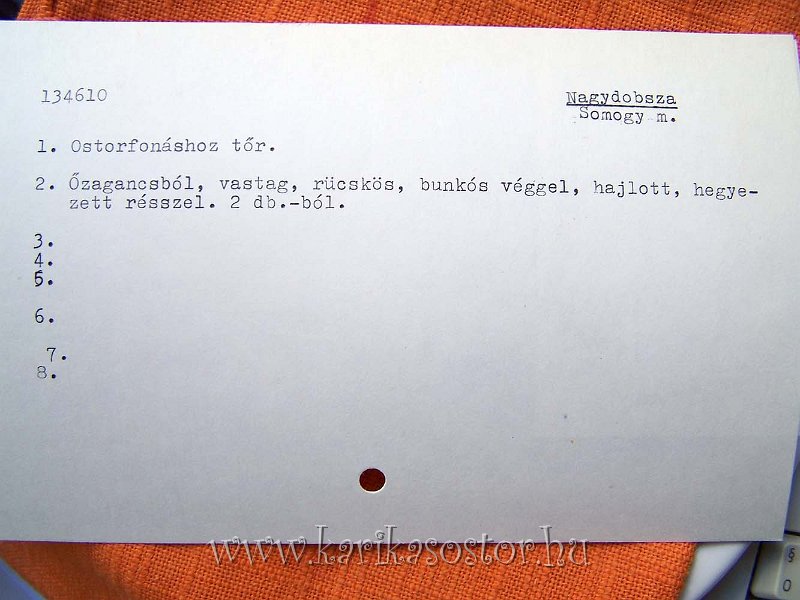 134610
Nagydobsza
Somogy m.
1. Ostorfonáshoz tőr.
2. Őzagancsból, vastag, rücskös, bunkós véggel, hajlott, hegye-
zett résszel. 2 db.-ból.
3.
4.
5.
6.
7.
8.
www.karikasostor.hu
§
0